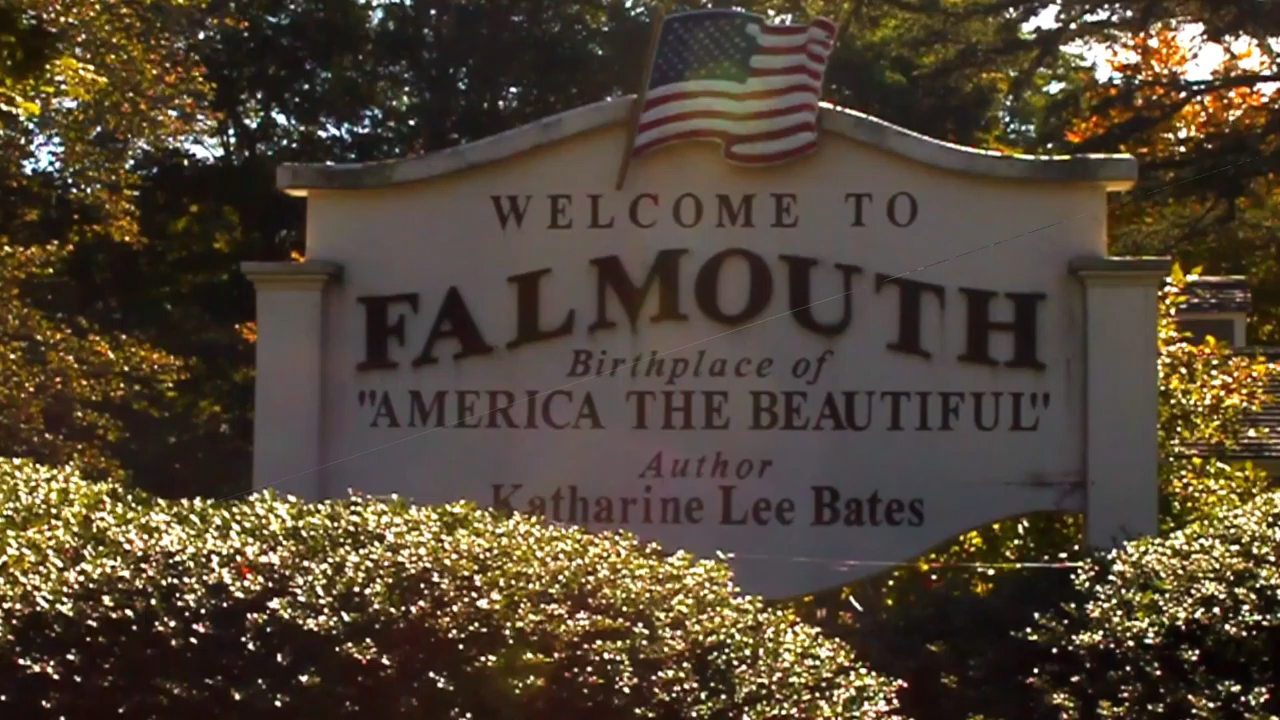 WELCOME TO
FALMOUTH
Birthplace of
"AMERICA THE BEAUTIFUL"
Author
Katharine Lee Bates